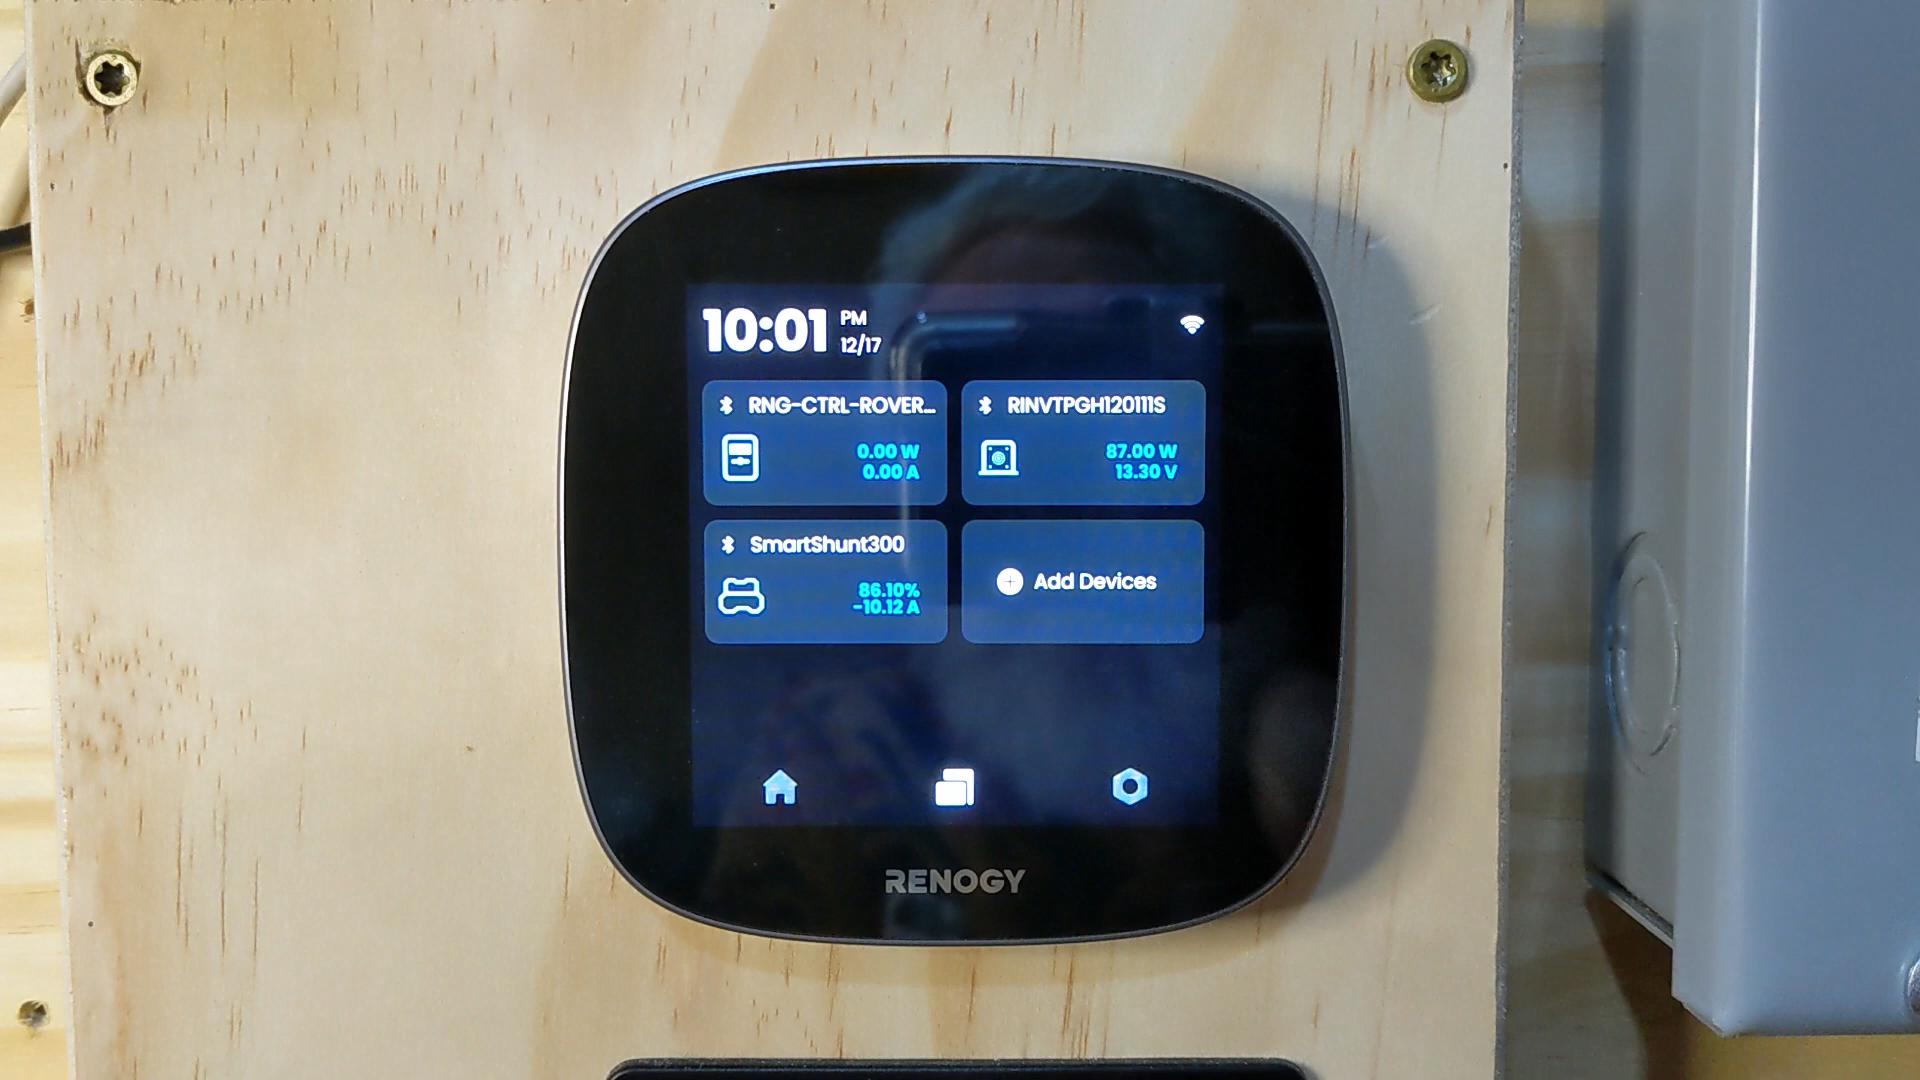 10:01 PM
12/17
RNG-CTRL-ROVER...
0.00 W
0.00 A
RINVTPGH120111S
87.00 W
13.30 V
SmartShunt300
86.10%
-10.12 A
Add Devices
RENOGY